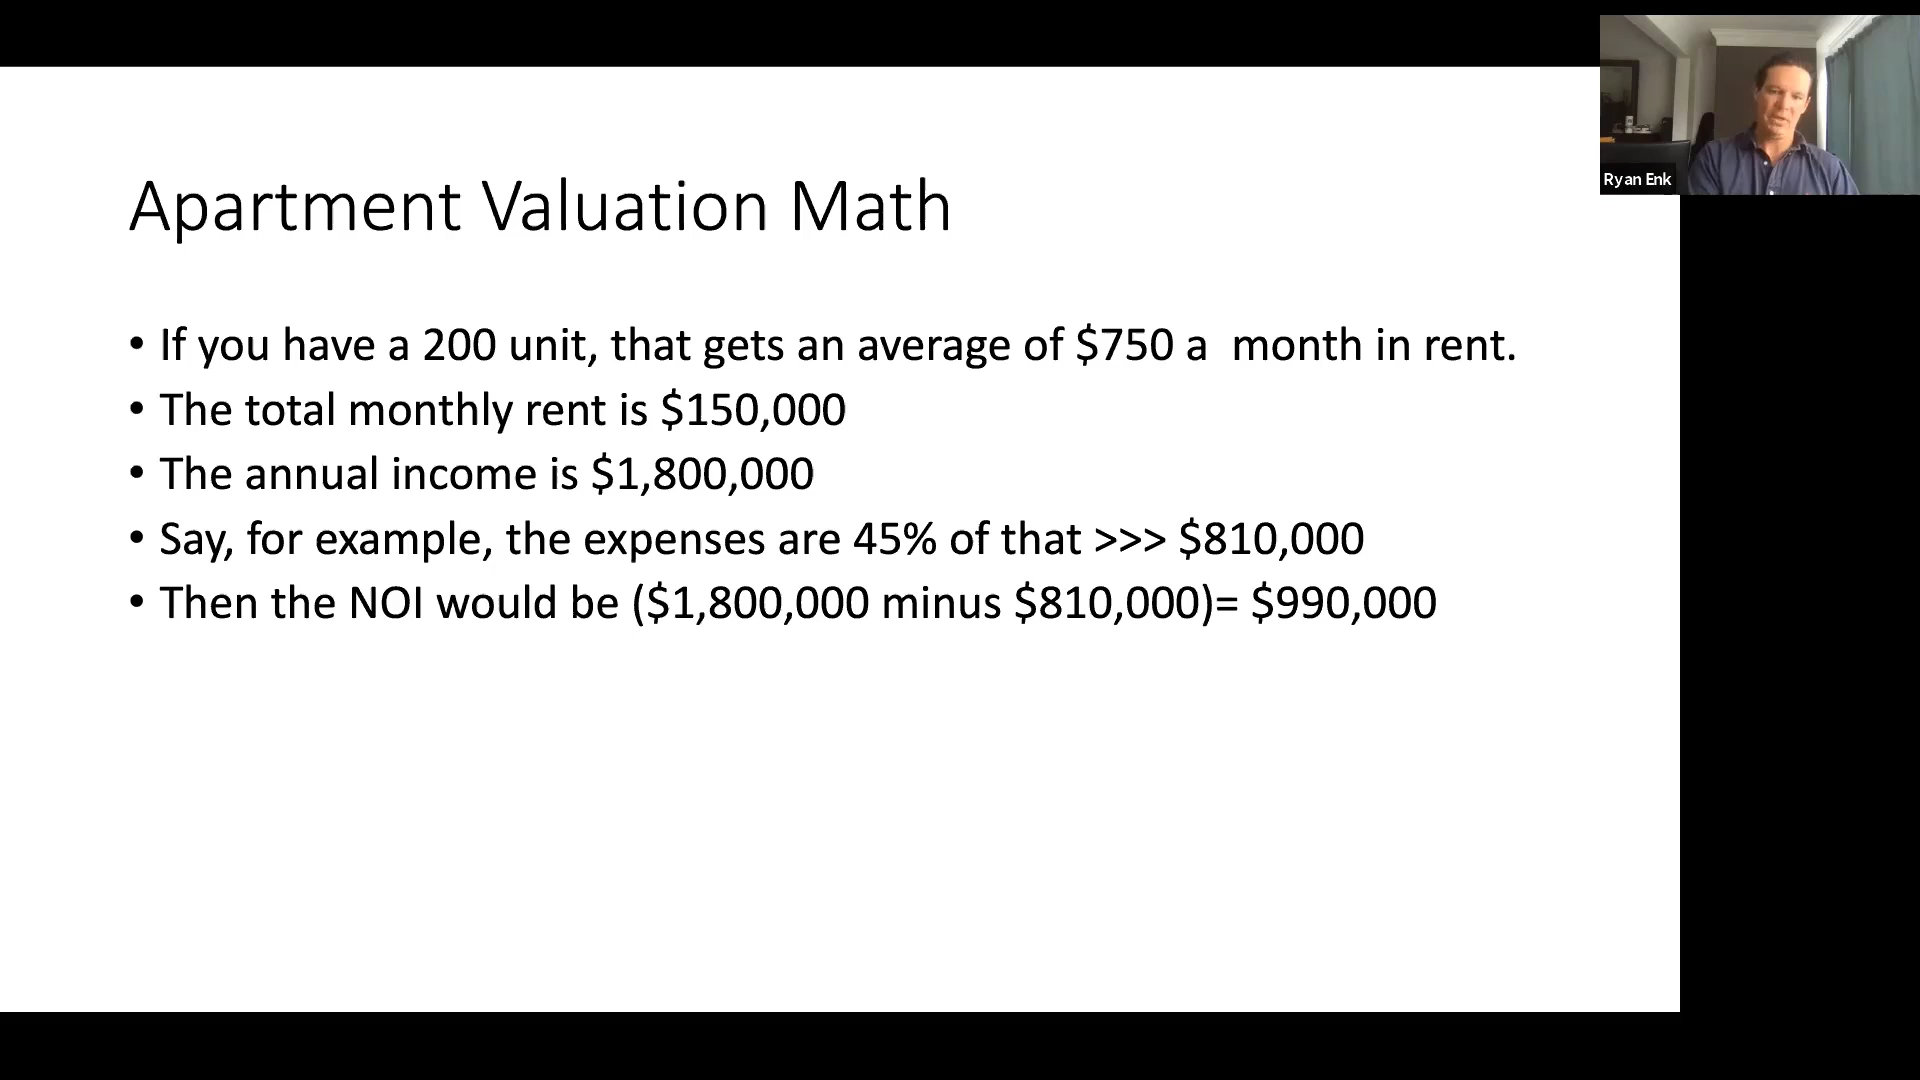 Apartment Valuation Math
• If you have a 200 unit, that gets an average of $750 a  month in rent.
• The total monthly rent is $150,000
• The annual income is $1,800,000
• Say, for example, the expenses are 45% of that >>> $810,000
• Then the NOI would be ($1,800,000 minus $810,000)= $990,000
Ryan Enk